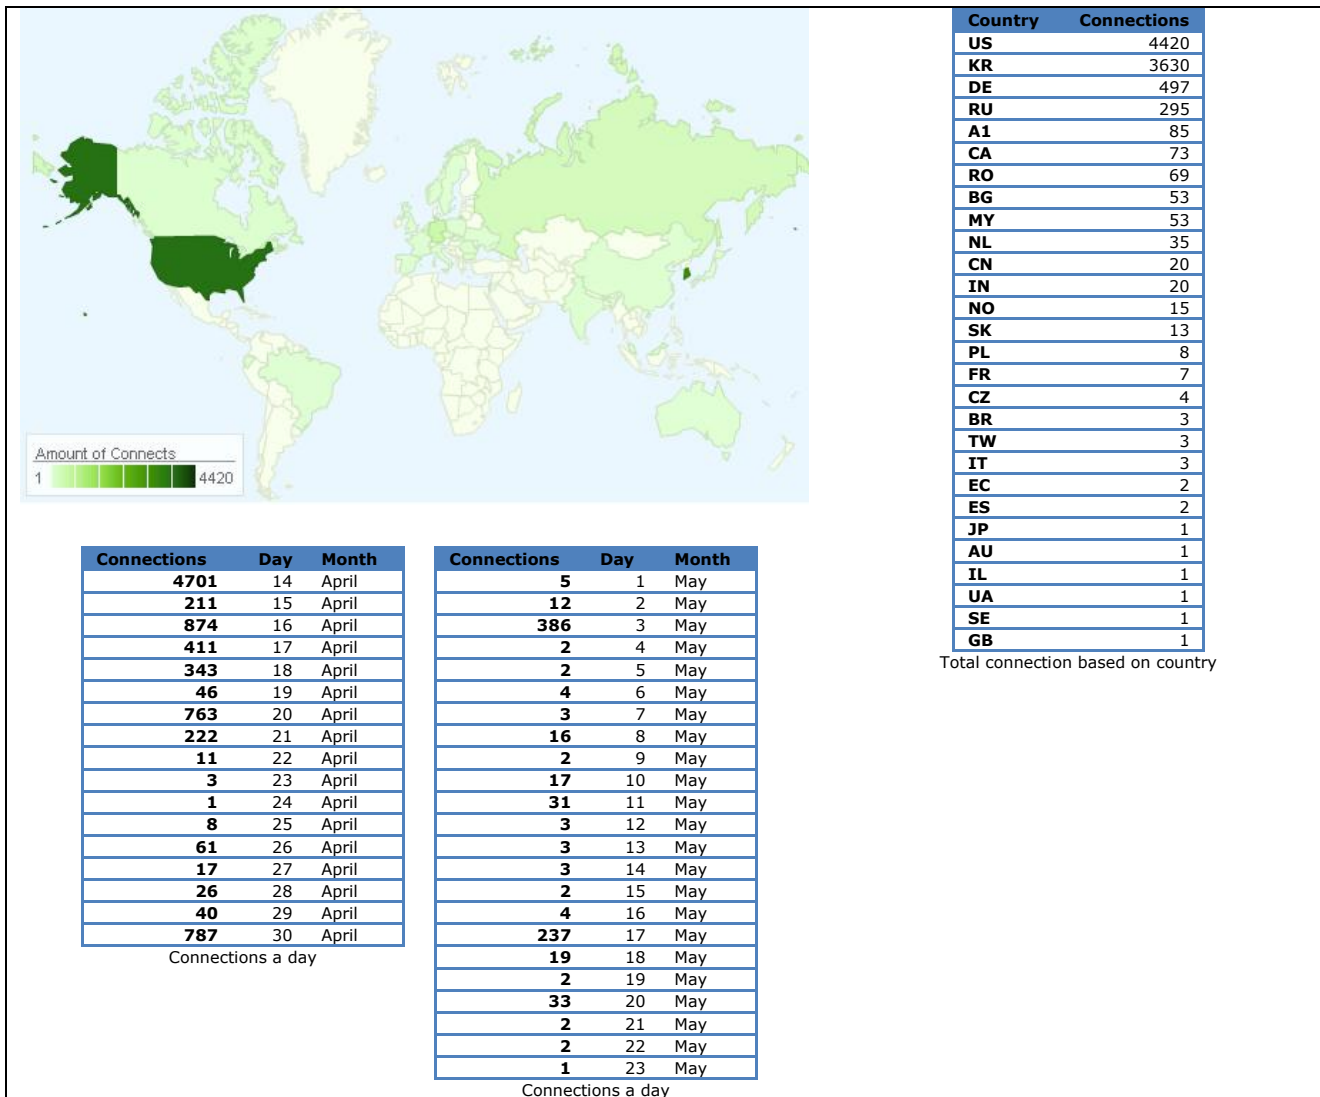 Amount of Connects
1 4420
Country Connections
US 4420
KR 3630
DE 497
RU 295
A1 85
CA 73
RO 69
BG 53
MY 53
NL 35
CN 20
IN 20
NO 15
SK 13
PL 8
FR 7
CZ 4
BR 3
TW 3
IT 3
EC 2
ES 2
JP 1
AU 1
IL 1
UA 1
SE 1
GB 1
Total connection based on country
Connections Day Month
4701 14 April
211 15 April
874 16 April
411 17 April
343 18 April
46 19 April
763 20 April
222 21 April
11 22 April
3 23 April
1 24 April
8 25 April
61 26 April
17 27 April
26 28 April
40 29 April
787 30 April
Connections a day
Connections Day Month
5 1 May
12 2 May
386 3 May
2 4 May
2 5 May
4 6 May
3 7 May
16 8 May
2 9 May
17 10 May
31 11 May
3 12 May
3 13 May
3 14 May
2 15 May
4 16 May
237 17 May
19 18 May
2 19 May
33 20 May
2 21 May
2 22 May
1 23 May
Connections a day